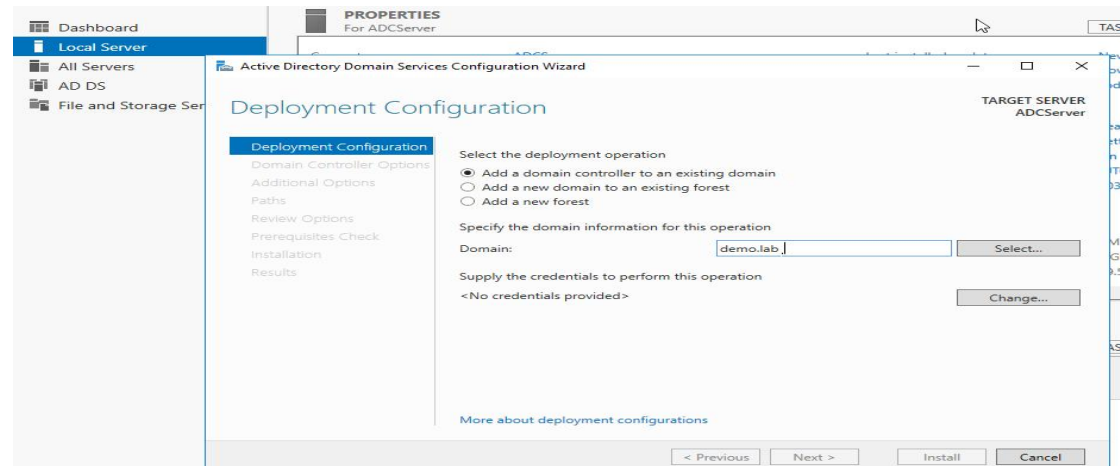 Dashboard
Local Server
All Servers
AD DS
File and Storage Ser
PROPERTIES
For ADCServer
TAS
Active Directory Domain Services Configuration Wizard
Deployment Configuration
TARGET SERVER
ADCServer
Deployment Configuration
Domain Controller Options
Additional Options
Paths
Review Options
Prerequisites Check
Installation
Results
Select the deployment operation
Add a domain controller to an existing domain
Add a new domain to an existing forest
Add a new forest
Specify the domain information for this operation
Domain: demo.lab Select...
Supply the credentials to perform this operation
<No credentials provided> Change...
More about deployment configurations
< Previous Next > Install Cancel